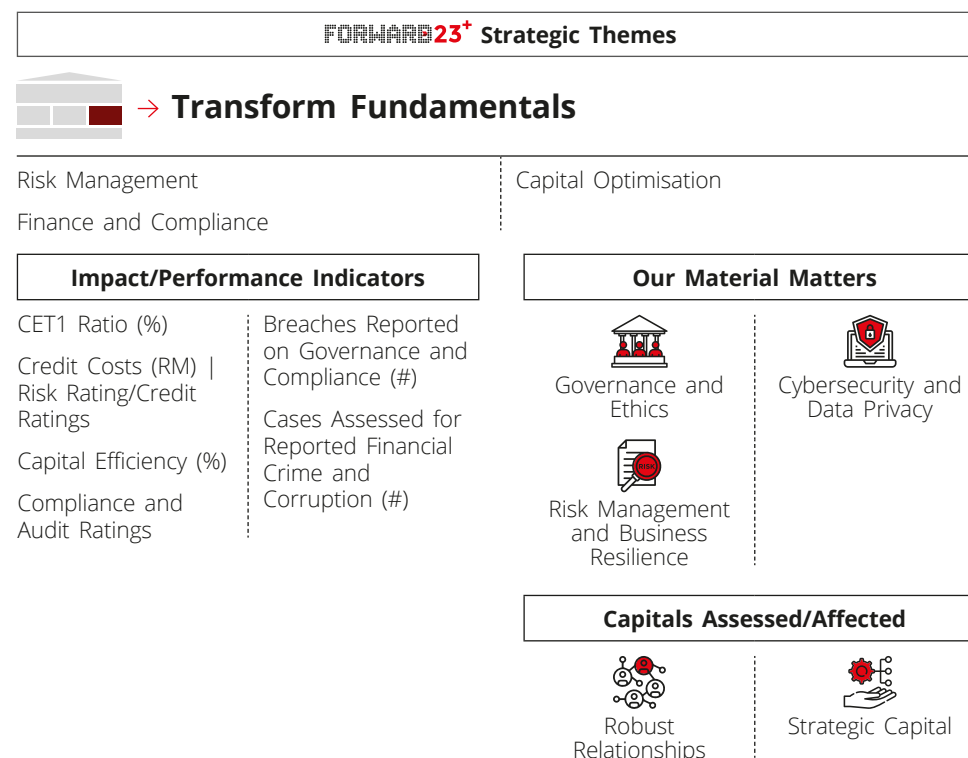 FORWARD23+ Strategic Themes
→ Transform Fundamentals
Risk Management
Finance and Compliance
Capital Optimisation
Impact/Performance Indicators
CET1 Ratio (%)
Credit Costs (RM) |
Risk Rating/Credit
Ratings
Capital Efficiency (%)
Compliance and
Audit Ratings
Breaches Reported
on Governance and
Compliance (#)
Cases Assessed for
Reported Financial
Crime and
Corruption (#)
Our Material Matters
Governance and
Ethics
RISK
Risk Management
and Business
Resilience
Cybersecurity and
Data Privacy
Capitals Assessed/Affected
Robust
Relationships
Strategic Capital